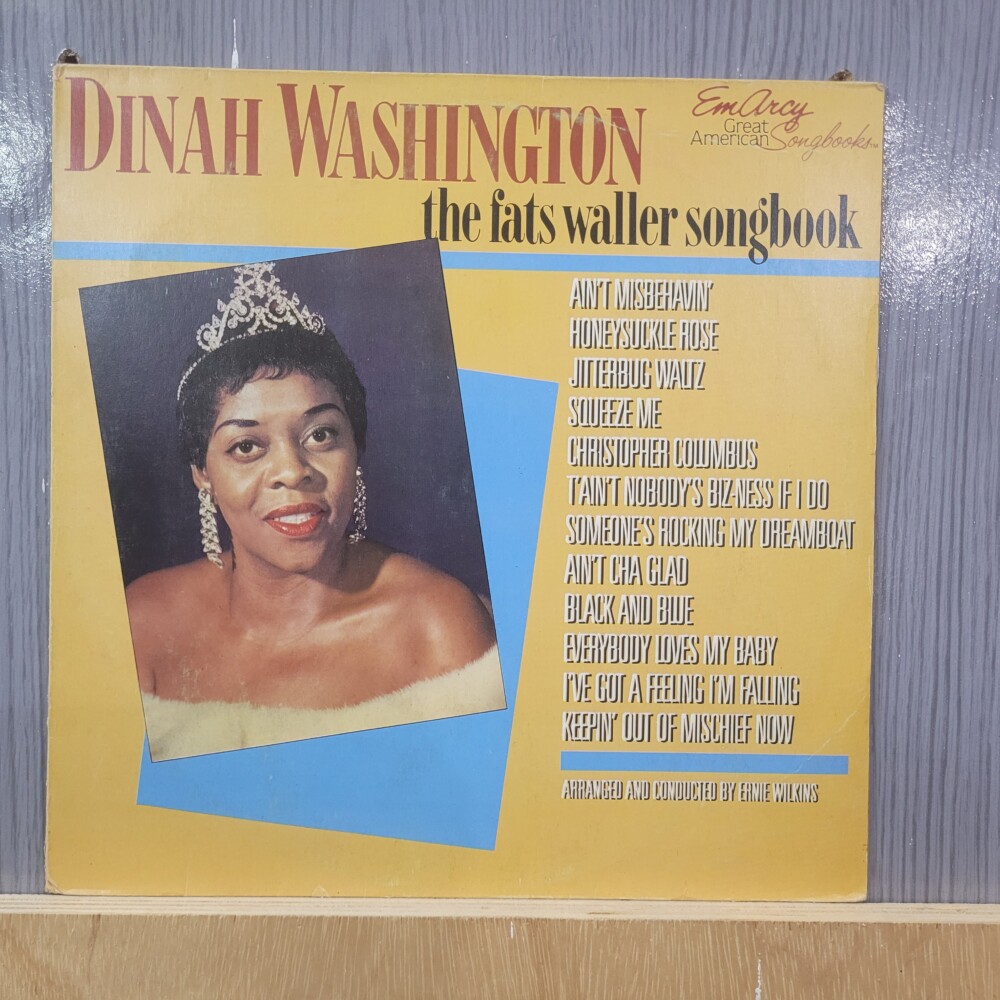 DINAH WASHINGTON
EmArcy
Great
American Songbooks TM
the fats waller songbook
AIN'T MISBEHAVIN'
HONEYSUCKLE ROSE
JITTERBUG WALTZ
SQUEEZE ME
CHRISTOPHER COLUMBUS
T'AIN'T NOBODY'S BIZ-NESS IF I DO
SOMEONE'S ROCKING MY DREAMBOAT
AIN'T CHA GLAD
BLACK AND BLUE
EVERYBODY LOVES MY BABY
I'VE GOT A FEELING I'M FALLING
KEEPIN' OUT OF MISCHIEF NOW
ARRANGED AND CONDUCTED BY ERNIE WILKINS